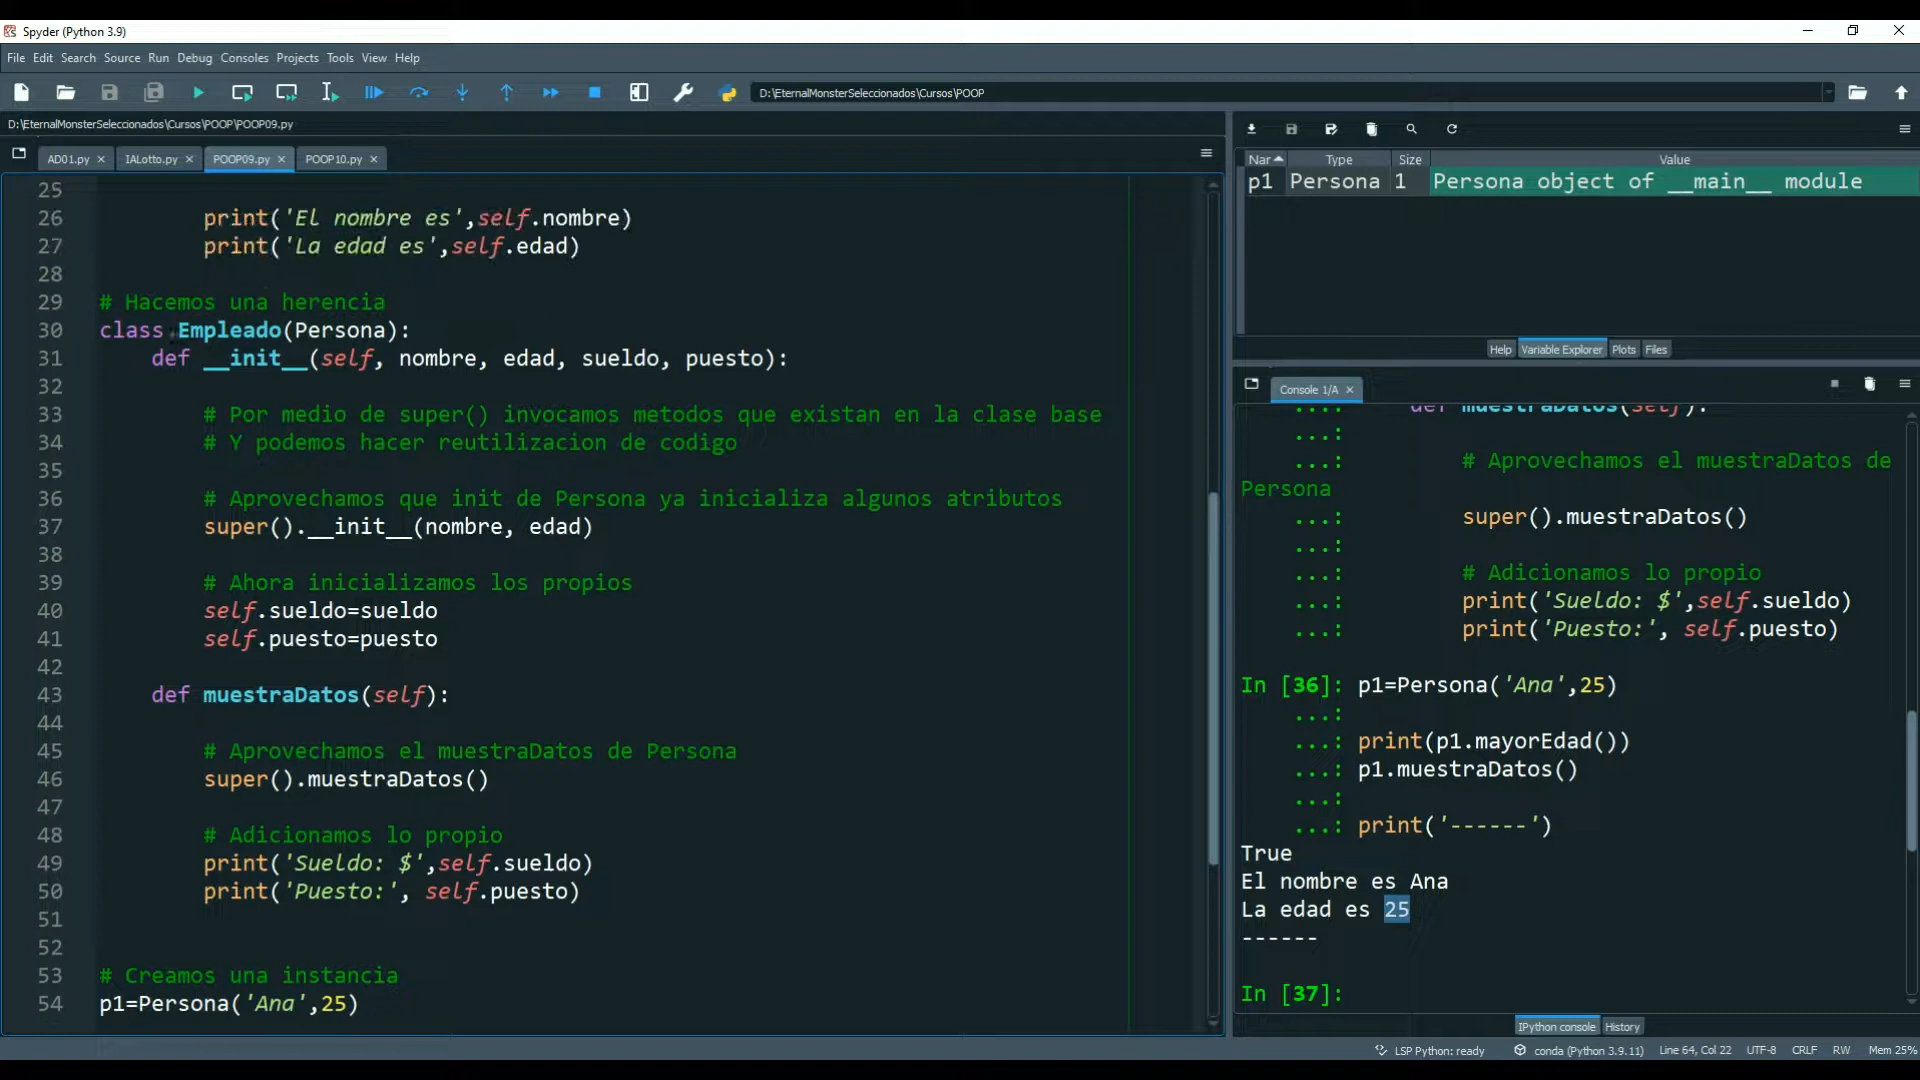 Spyder (Python 3.9)
File Edit Search Source Run Debug Consoles Projects Tools View Help
D:\EternalMonsterSeleccionados\Cursos\POOP
D:\EternalMonsterSeleccionados\Cursos\POOP\POOP09.py
AD01.py IALotto.py POOP09.py POOP10.py
25
26 print('El nombre es',self.nombre)
27 print('La edad es',self.edad)
28
29 # Hacemos una herencia
30 class Empleado(Persona):
31 def __init__(self, nombre, edad, sueldo, puesto):
32
33 # Por medio de super() invocamos metodos que existan en la clase base
34 # Y podemos hacer reutilizacion de codigo
35
36 # Aprovechamos que init de Persona ya inicializa algunos atributos
37 super().__init__(nombre, edad)
38
39 # Ahora inicializamos los propios
40 self.sueldo=sueldo
41 self.puesto=puesto
42
43 def muestraDatos(self):
44
45 # Aprovechamos el muestraDatos de Persona
46 super().muestraDatos()
47
48 # Adicionamos lo propio
49 print('Sueldo: $',self.sueldo)
50 print('Puesto:', self.puesto)
51
52
53 # Creamos una instancia
54 p1=Persona('Ana',25)
Nar Type Size Value
p1 Persona 1 Persona object of __main__ module
Help Variable Explorer Plots Files
Console 1/A
...: def muestraDatos(self):
...:
...: # Aprovechamos el muestraDatos de
Persona
...: super().muestraDatos()
...:
...: # Adicionamos lo propio
...: print('Sueldo: $',self.sueldo)
...: print('Puesto:', self.puesto)
In [36]: p1=Persona('Ana',25)
...:
...: print(p1.mayorEdad())
...: p1.muestraDatos()
...:
...: print('------')
True
El nombre es Ana
La edad es 25
------
In [37]:
IPython console History
LSP Python: ready conda (Python 3.9.11) Line 64, Col 22 UTF-8 CRLF RW Mem 25%